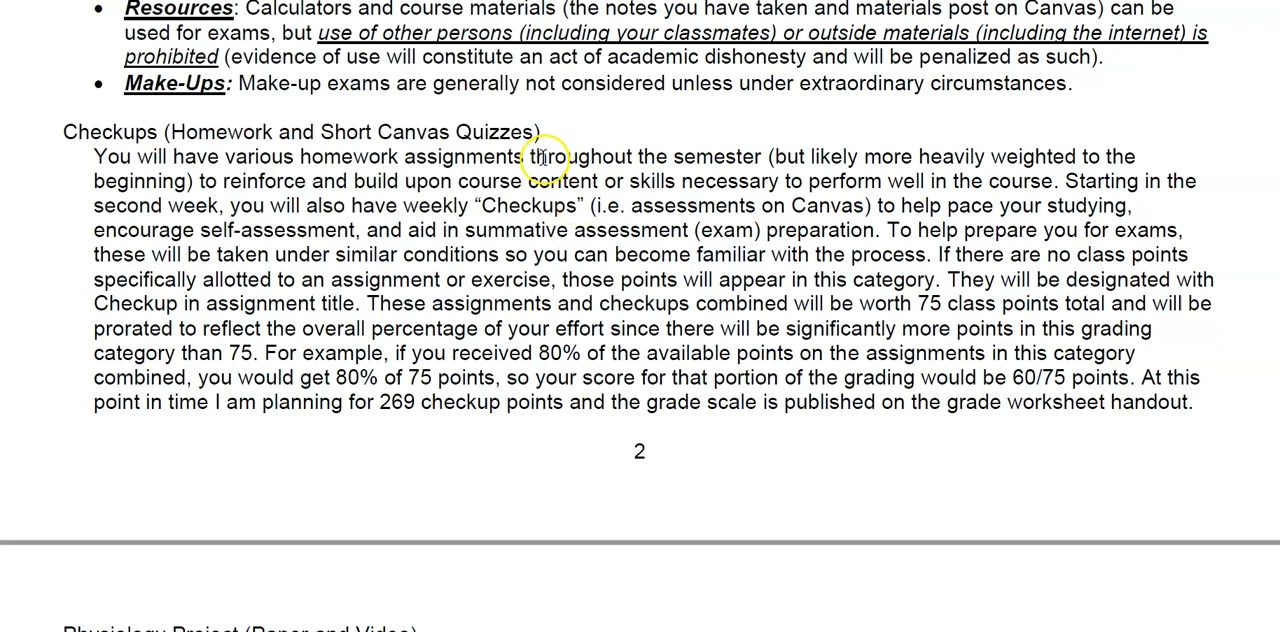 • Resources: Calculators and course materials (the notes you have taken and materials post on Canvas) can be
used for exams, but use of other persons (including your classmates) or outside materials (including the internet) is
prohibited (evidence of use will constitute an act of academic dishonesty and will be penalized as such).
• Make-Ups: Make-up exams are generally not considered unless under extraordinary circumstances.
Checkups (Homework and Short Canvas Quizzes)
You will have various homework assignments throughout the semester (but likely more heavily weighted to the
beginning) to reinforce and build upon course content or skills necessary to perform well in the course. Starting in the
second week, you will also have weekly “Checkups” (i.e. assessments on Canvas) to help pace your studying,
encourage self-assessment, and aid in summative assessment (exam) preparation. To help prepare you for exams,
these will be taken under similar conditions so you can become familiar with the process. If there are no class points
specifically allotted to an assignment or exercise, those points will appear in this category. They will be designated with
Checkup in assignment title. These assignments and checkups combined will be worth 75 class points total and will be
prorated to reflect the overall percentage of your effort since there will be significantly more points in this grading
category than 75. For example, if you received 80% of the available points on the assignments in this category
combined, you would get 80% of 75 points, so your score for that portion of the grading would be 60/75 points. At this
point in time I am planning for 269 checkup points and the grade scale is published on the grade worksheet handout.
2
Physiology Project (Paper and Video)